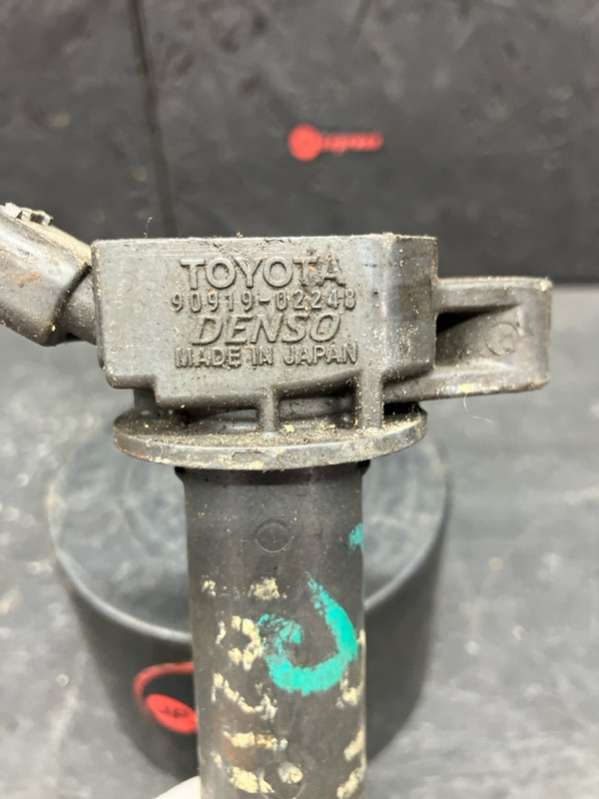 TOYOTA
90919-02248
DENSO
MADE IN JAPAN